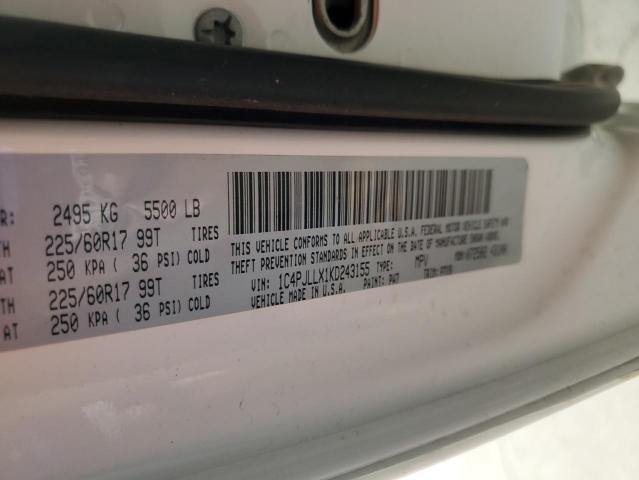 R: 2495 KG 5500 LB
TH 225/60R17 99T TIRES
AT 250 KPA ( 36 PSI) COLD
TH 225/60R17 99T TIRES
AT 250 KPA ( 36 PSI) COLD
THIS VEHICLE CONFORMS TO ALL APPLICABLE U.S.A. FEDERAL MOTOR VEHICLE SAFETY AND
THEFT PREVENTION STANDARDS IN EFFECT ON THE DATE OF MANUFACTURE SHOWN ABOVE.
VIN: 1C4PJLLX1KD243155 TYPE: MPV MDH:
VEHICLE MADE IN U.S.A. PAINT: PW7 TRIM: